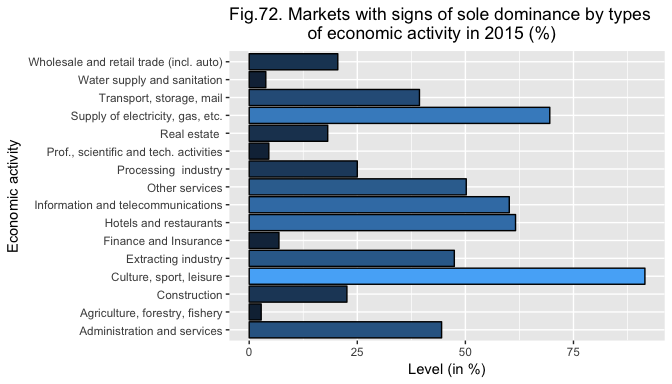 Fig.72. Markets with signs of sole dominance by types
of economic activity in 2015 (%)
Economic activity
Wholesale and retail trade (incl. auto)
Water supply and sanitation
Transport, storage, mail
Supply of electricity, gas, etc.
Real estate
Prof., scientific and tech. activities
Processing  industry
Other services
Information and telecommunications
Hotels and restaurants
Finance and Insurance
Extracting industry
Culture, sport, leisure
Construction
Agriculture, forestry, fishery
Administration and services
0 25 50 75
Level (in %)